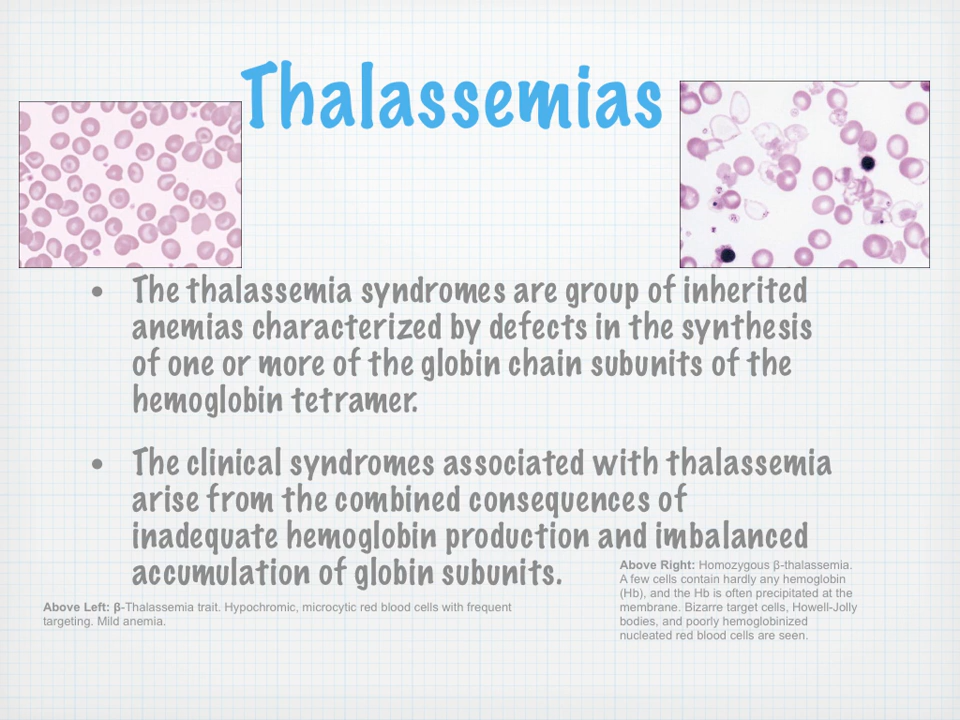 Thalassemias
• The thalassemia syndromes are group of inherited
anemias characterized by defects in the synthesis
of one or more of the globin chain subunits of the
hemoglobin tetramer.
• The clinical syndromes associated with thalassemia
arise from the combined consequences of
inadequate hemoglobin production and imbalanced
accumulation of globin subunits.
Above Left: β-Thalassemia trait. Hypochromic, microcytic red blood cells with frequent
targeting. Mild anemia.
Above Right: Homozygous β-thalassemia.
A few cells contain hardly any hemoglobin
(Hb), and the Hb is often precipitated at the
membrane. Bizarre target cells, Howell-Jolly
bodies, and poorly hemoglobinized
nucleated red blood cells are seen.